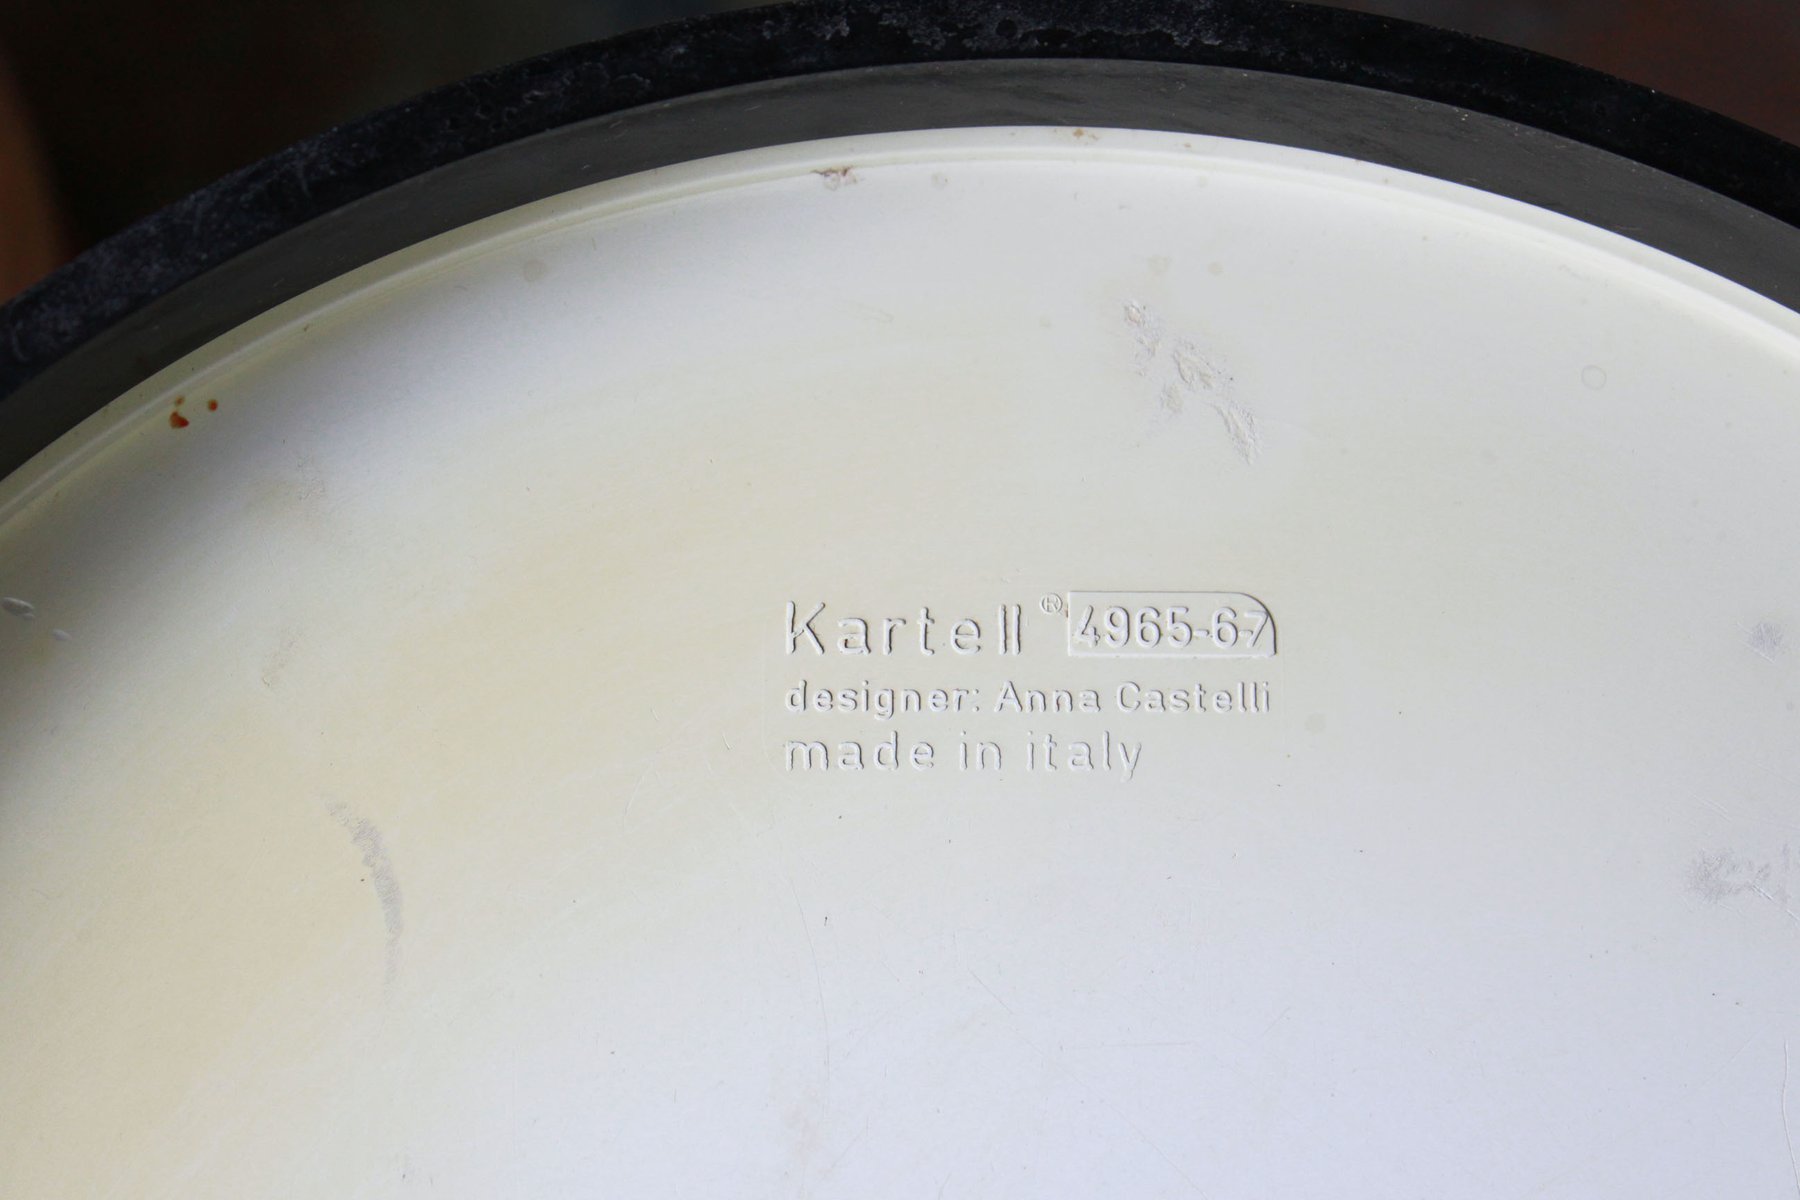 Kartell® 4965-67
designer: Anna Castelli
made in italy